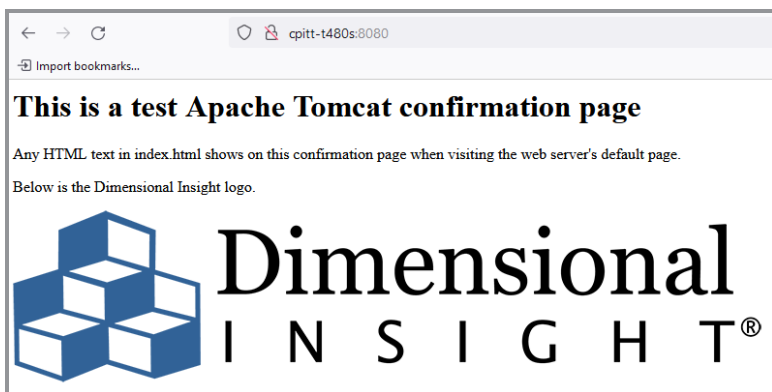 cpitt-t480s:8080
Import bookmarks...
This is a test Apache Tomcat confirmation page
Any HTML text in index.html shows on this confirmation page when visiting the web server's default page.
Below is the Dimensional Insight logo.
Dimensional
INSIGHT®